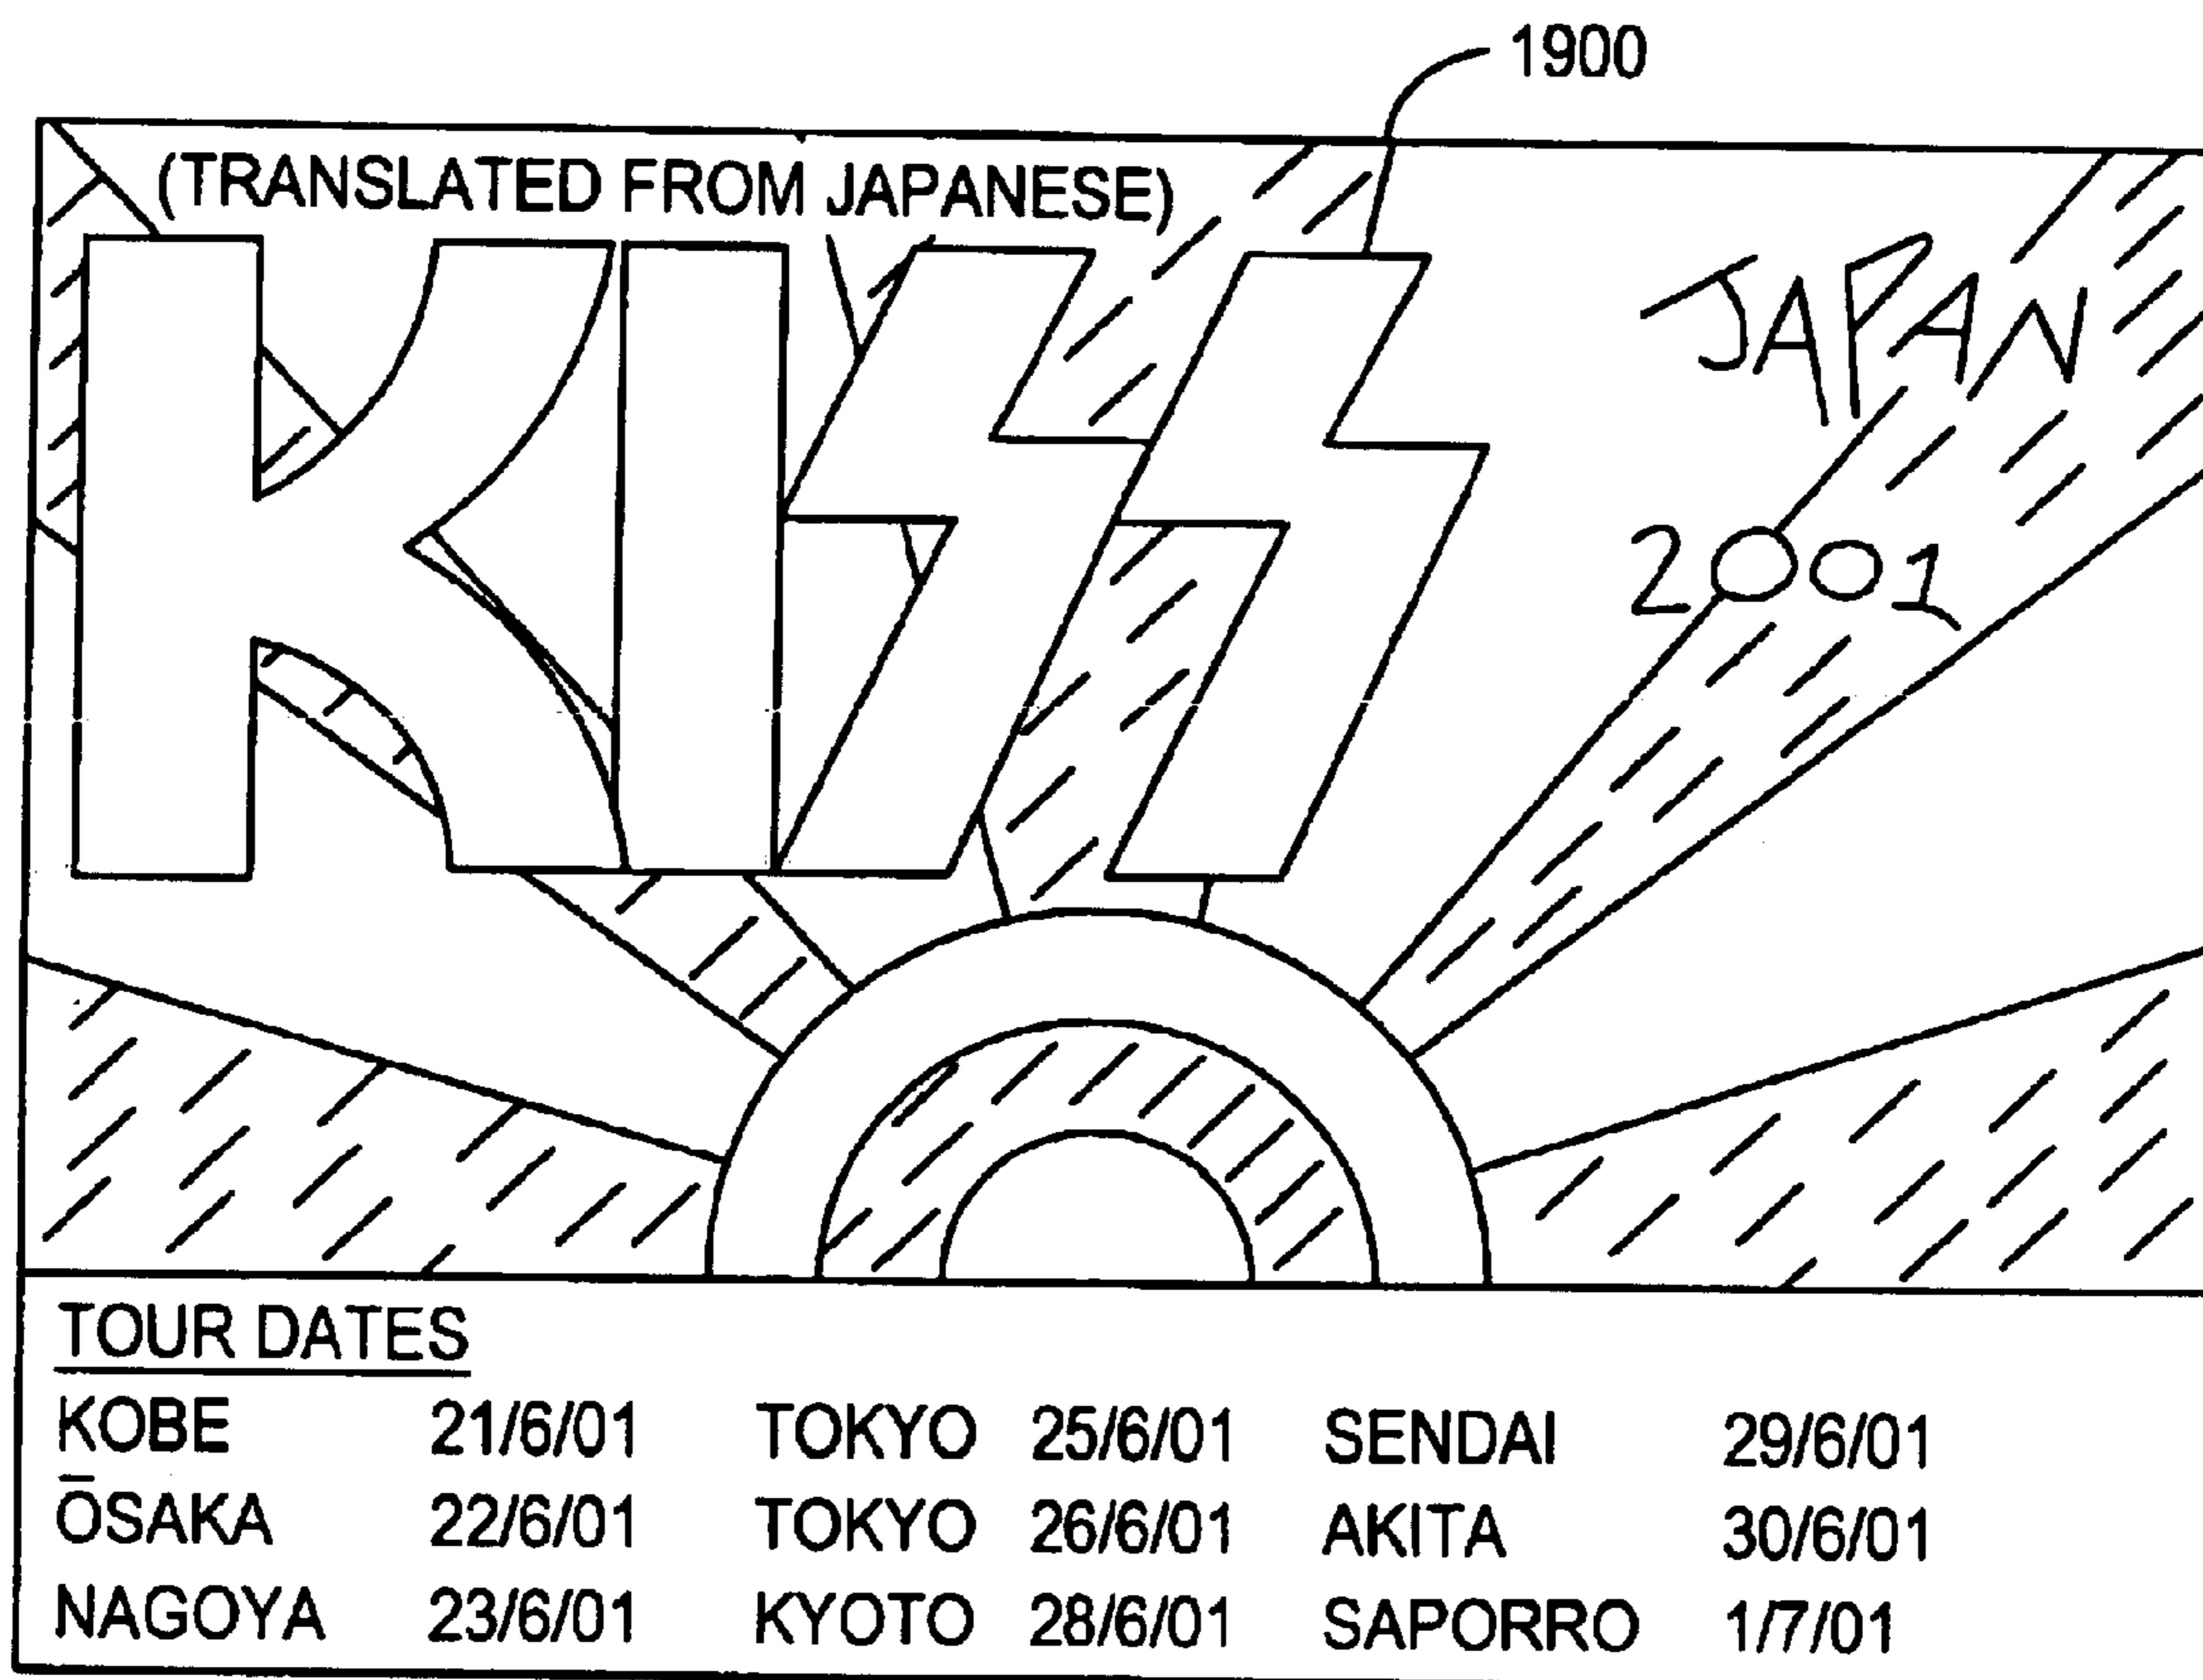 1900
(TRANSLATED FROM JAPANESE)
KISS
JAPAN
2001
TOUR DATES
KOBE 21/6/01 TOKYO 25/6/01 SENDAI 29/6/01
ŌSAKA 22/6/01 TOKYO 26/6/01 AKITA 30/6/01
NAGOYA 23/6/01 KYOTO 28/6/01 SAPORRO 1/7/01